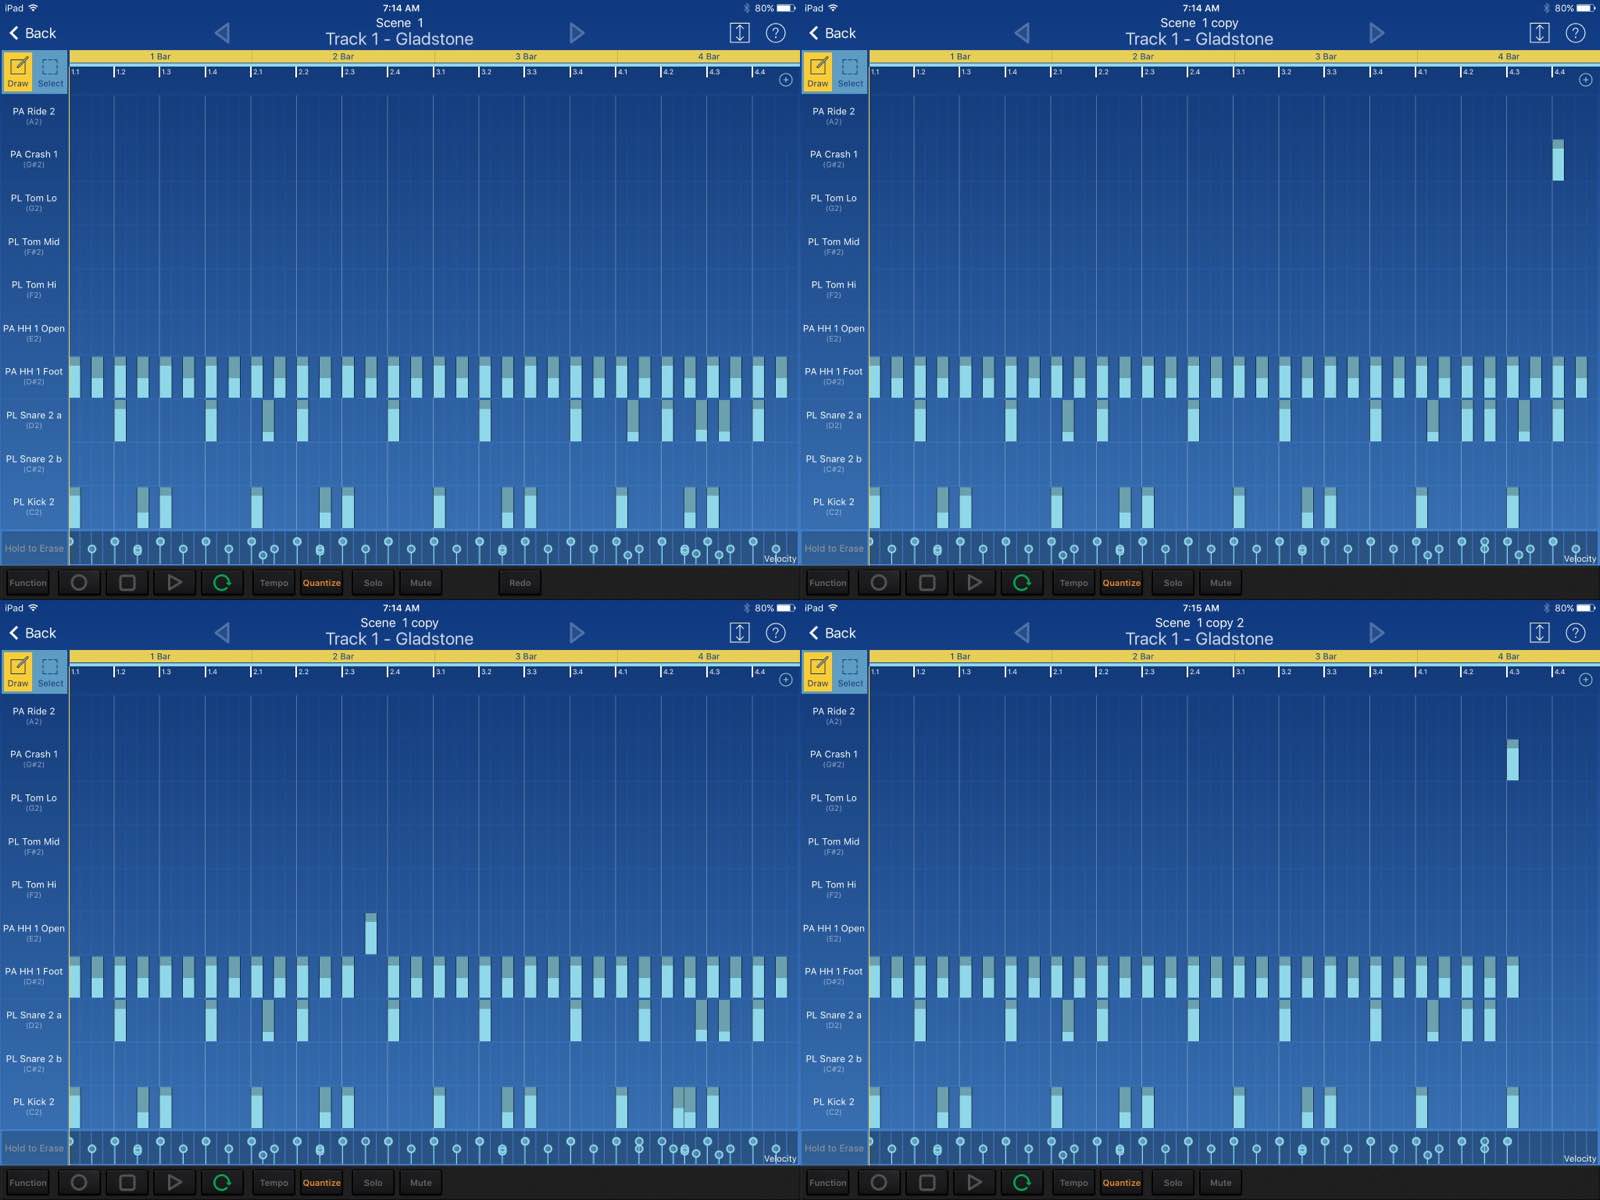 iPad 7:14 AM 80%
Scene 1
Back Track 1 - Gladstone ?
1 Bar 2 Bar 3 Bar 4 Bar
1.1 1.2 1.3 1.4 2.1 2.2 2.3 2.4 3.1 3.2 3.3 3.4 4.1 4.2 4.3 4.4
Draw Select
PA Ride 2
(A2)
PA Crash 1
(G#2)
PL Tom Lo
(G2)
PL Tom Mid
(F#2)
PL Tom Hi
(F2)
PA HH 1 Open
(E2)
PA HH 1 Foot
(D#2)
PL Snare 2 a
(D2)
PL Snare 2 b
(C#2)
PL Kick 2
(C2)
Hold to Erase Velocity
Function Tempo Quantize Solo Mute Redo
iPad 7:14 AM 80%
Scene 1 copy
Back Track 1 - Gladstone ?
1 Bar 2 Bar 3 Bar 4 Bar
1.1 1.2 1.3 1.4 2.1 2.2 2.3 2.4 3.1 3.2 3.3 3.4 4.1 4.2 4.3 4.4
Draw Select
PA Ride 2
(A2)
PA Crash 1
(G#2)
PL Tom Lo
(G2)
PL Tom Mid
(F#2)
PL Tom Hi
(F2)
PA HH 1 Open
(E2)
PA HH 1 Foot
(D#2)
PL Snare 2 a
(D2)
PL Snare 2 b
(C#2)
PL Kick 2
(C2)
Hold to Erase Velocity
Function Tempo Quantize Solo Mute
iPad 7:14 AM 80%
Scene 1 copy
Back Track 1 - Gladstone ?
1 Bar 2 Bar 3 Bar 4 Bar
1.1 1.2 1.3 1.4 2.1 2.2 2.3 2.4 3.1 3.2 3.3 3.4 4.1 4.2 4.3 4.4
Draw Select
PA Ride 2
(A2)
PA Crash 1
(G#2)
PL Tom Lo
(G2)
PL Tom Mid
(F#2)
PL Tom Hi
(F2)
PA HH 1 Open
(E2)
PA HH 1 Foot
(D#2)
PL Snare 2 a
(D2)
PL Snare 2 b
(C#2)
PL Kick 2
(C2)
Hold to Erase Velocity
Function Tempo Quantize Solo Mute
iPad 7:15 AM 80%
Scene 1 copy 2
Back Track 1 - Gladstone ?
1 Bar 2 Bar 3 Bar 4 Bar
1.1 1.2 1.3 1.4 2.1 2.2 2.3 2.4 3.1 3.2 3.3 3.4 4.1 4.2 4.3 4.4
Draw Select
PA Ride 2
(A2)
PA Crash 1
(G#2)
PL Tom Lo
(G2)
PL Tom Mid
(F#2)
PL Tom Hi
(F2)
PA HH 1 Open
(E2)
PA HH 1 Foot
(D#2)
PL Snare 2 a
(D2)
PL Snare 2 b
(C#2)
PL Kick 2
(C2)
Hold to Erase Velocity
Function Tempo Quantize Solo Mute